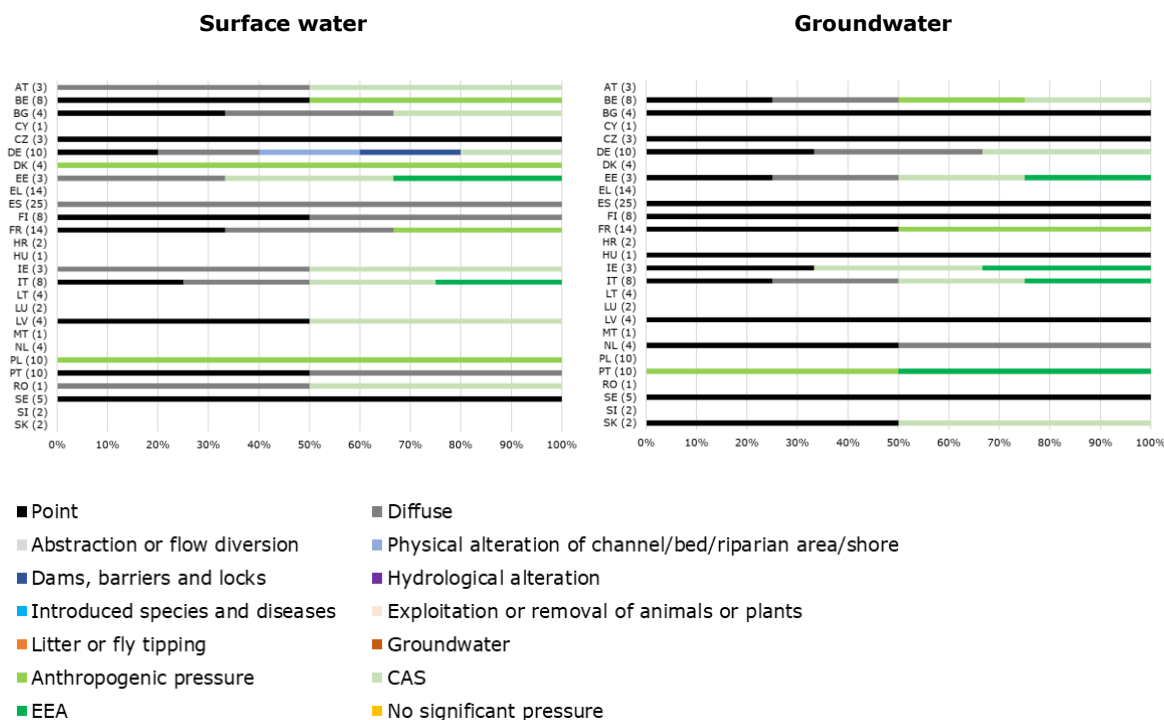 Surface water
Groundwater
AT (3)
BE (8)
BG (4)
CY (1)
CZ (3)
DE (10)
DK (4)
EE (3)
EL (14)
ES (25)
FI (8)
FR (14)
HR (2)
HU (1)
IE (3)
IT (8)
LT (4)
LU (2)
LV (4)
MT (1)
NL (4)
PL (10)
PT (10)
RO (1)
SE (5)
SI (2)
SK (2)
0% 10% 20% 30% 40% 50% 60% 70% 80% 90% 100%
AT (3)
BE (8)
BG (4)
CY (1)
CZ (3)
DE (10)
DK (4)
EE (3)
EL (14)
ES (25)
FI (8)
FR (14)
HR (2)
HU (1)
IE (3)
IT (8)
LT (4)
LU (2)
LV (4)
MT (1)
NL (4)
PL (10)
PT (10)
RO (1)
SE (5)
SI (2)
SK (2)
0% 10% 20% 30% 40% 50% 60% 70% 80% 90% 100%
Point
Diffuse
Abstraction or flow diversion
Physical alteration of channel/bed/riparian area/shore
Dams, barriers and locks
Hydrological alteration
Introduced species and diseases
Exploitation or removal of animals or plants
Litter or fly tipping
Groundwater
Anthropogenic pressure
CAS
EEA
No significant pressure